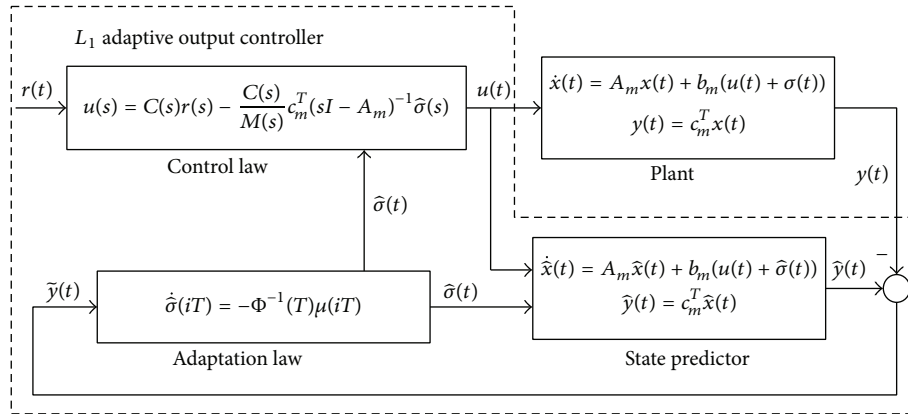 L₁ adaptive output controller
r(t)
u(s) = C(s)r(s) − C(s)/M(s) c_m^T(sI − A_m)^{−1}σ̂(s)
Control law
u(t)
ẋ(t) = A_m x(t) + b_m(u(t) + σ(t))
y(t) = c_m^T x(t)
Plant
y(t)
σ̂(t)
ỹ(t)
σ̂̇(iT) = −Φ^{−1}(T)μ(iT)
Adaptation law
σ̂(t)
x̂̇(t) = A_m x̂(t) + b_m(u(t) + σ̂(t))
ŷ(t) = c_m^T x̂(t)
State predictor
ŷ(t)
−